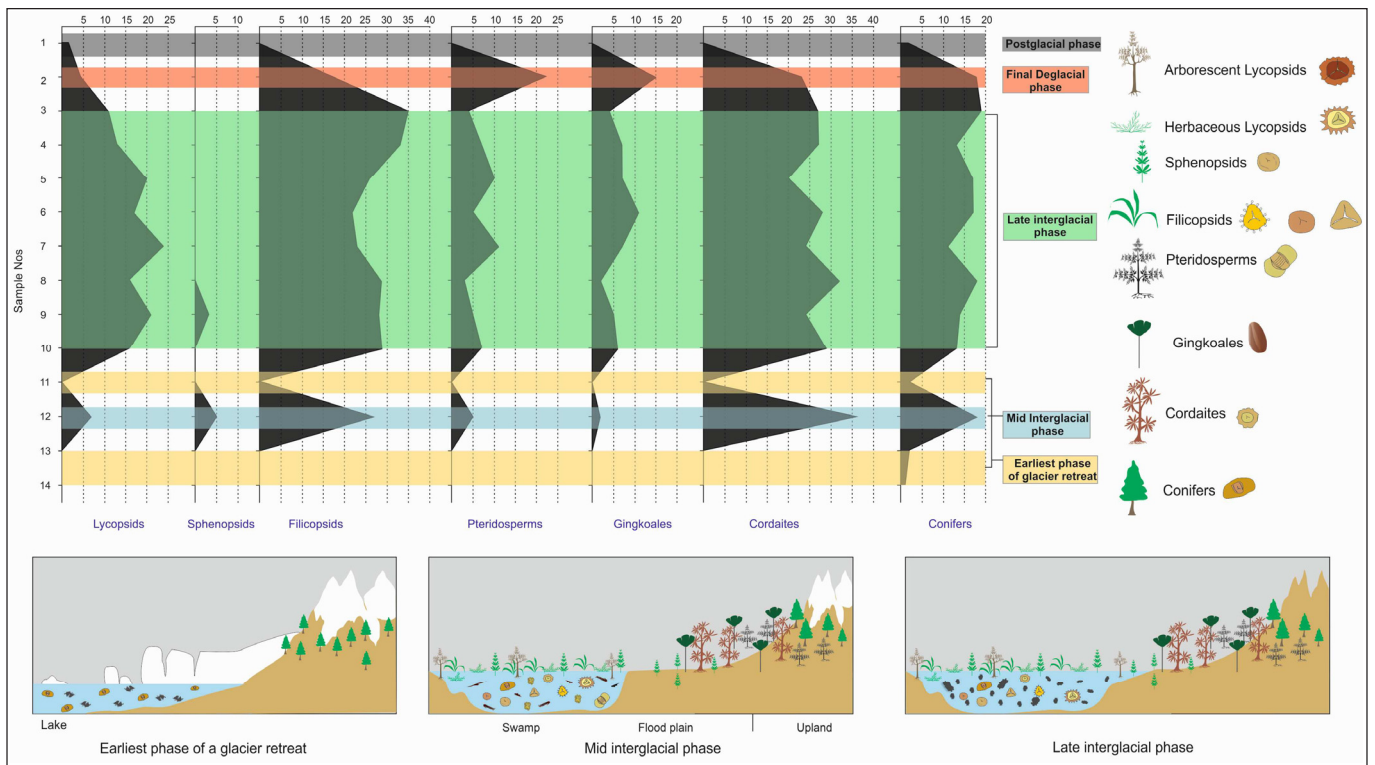 5 10 15 20 25
5 10
5 10 15 20 25 30 35 40
5 10 15 20 25
5 10 15 20
10 20 30 40
5 15 25 35
5 10 15 20
Sample Nos
1
2
3
4
5
6
7
8
9
10
11
12
13
14
Lycopsids
Sphenopsids
Filicopsids
Pteridosperms
Gingkoales
Cordaites
Conifers
Postglacial phase
Final Deglacial
phase
Late interglacial
phase
Mid Interglacial
phase
Earliest phase
of glacier retreat
Arborescent Lycopsids
Herbaceous Lycopsids
Sphenopsids
Filicopsids
Pteridosperms
Gingkoales
Cordaites
Conifers
Lake
Earliest phase of a glacier retreat
Swamp
Flood plain
Upland
Mid interglacial phase
Late interglacial phase